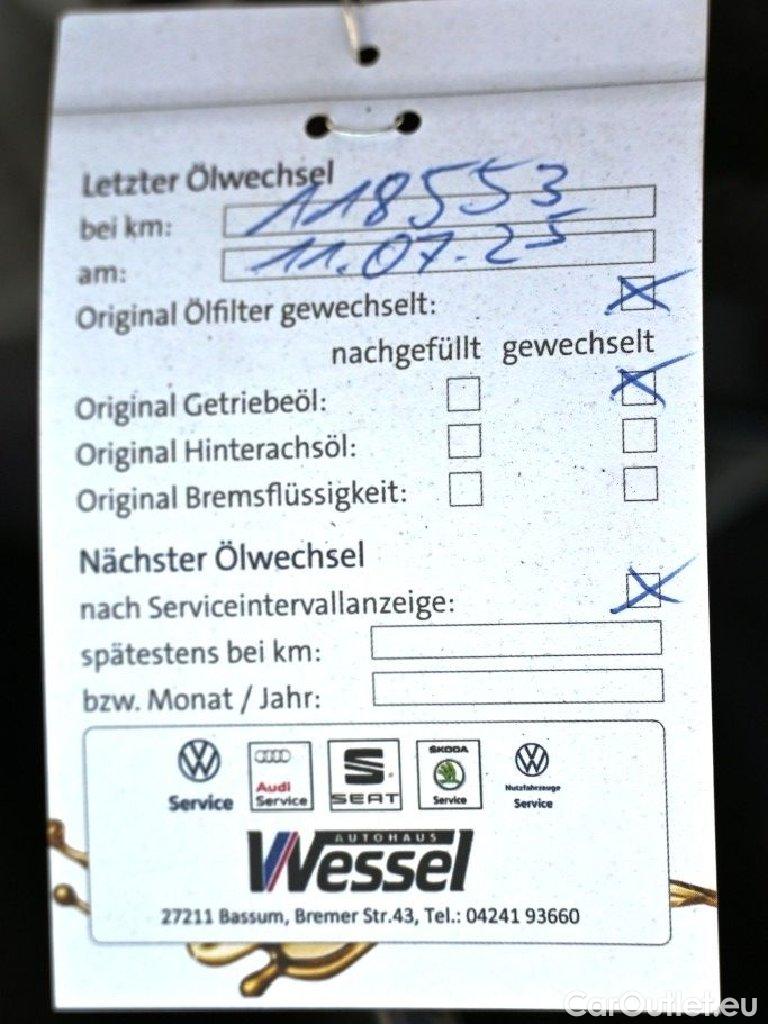 Letzter Ölwechsel
bei km: 118553
am: 11.07.25
Original Ölfilter gewechselt:
nachgefüllt gewechselt
Original Getriebeöl:
Original Hinterachsöl:
Original Bremsflüssigkeit:
Nächster Ölwechsel
nach Serviceintervallanzeige:
spätestens bei km:
bzw. Monat / Jahr:
Service
Audi Service
SEAT
ŠKODA Service
Nutzfahrzeuge Service
AUTOHAUS
Wessel
27211 Bassum, Bremer Str.43, Tel.: 04241 93660
CarOutlet.eu